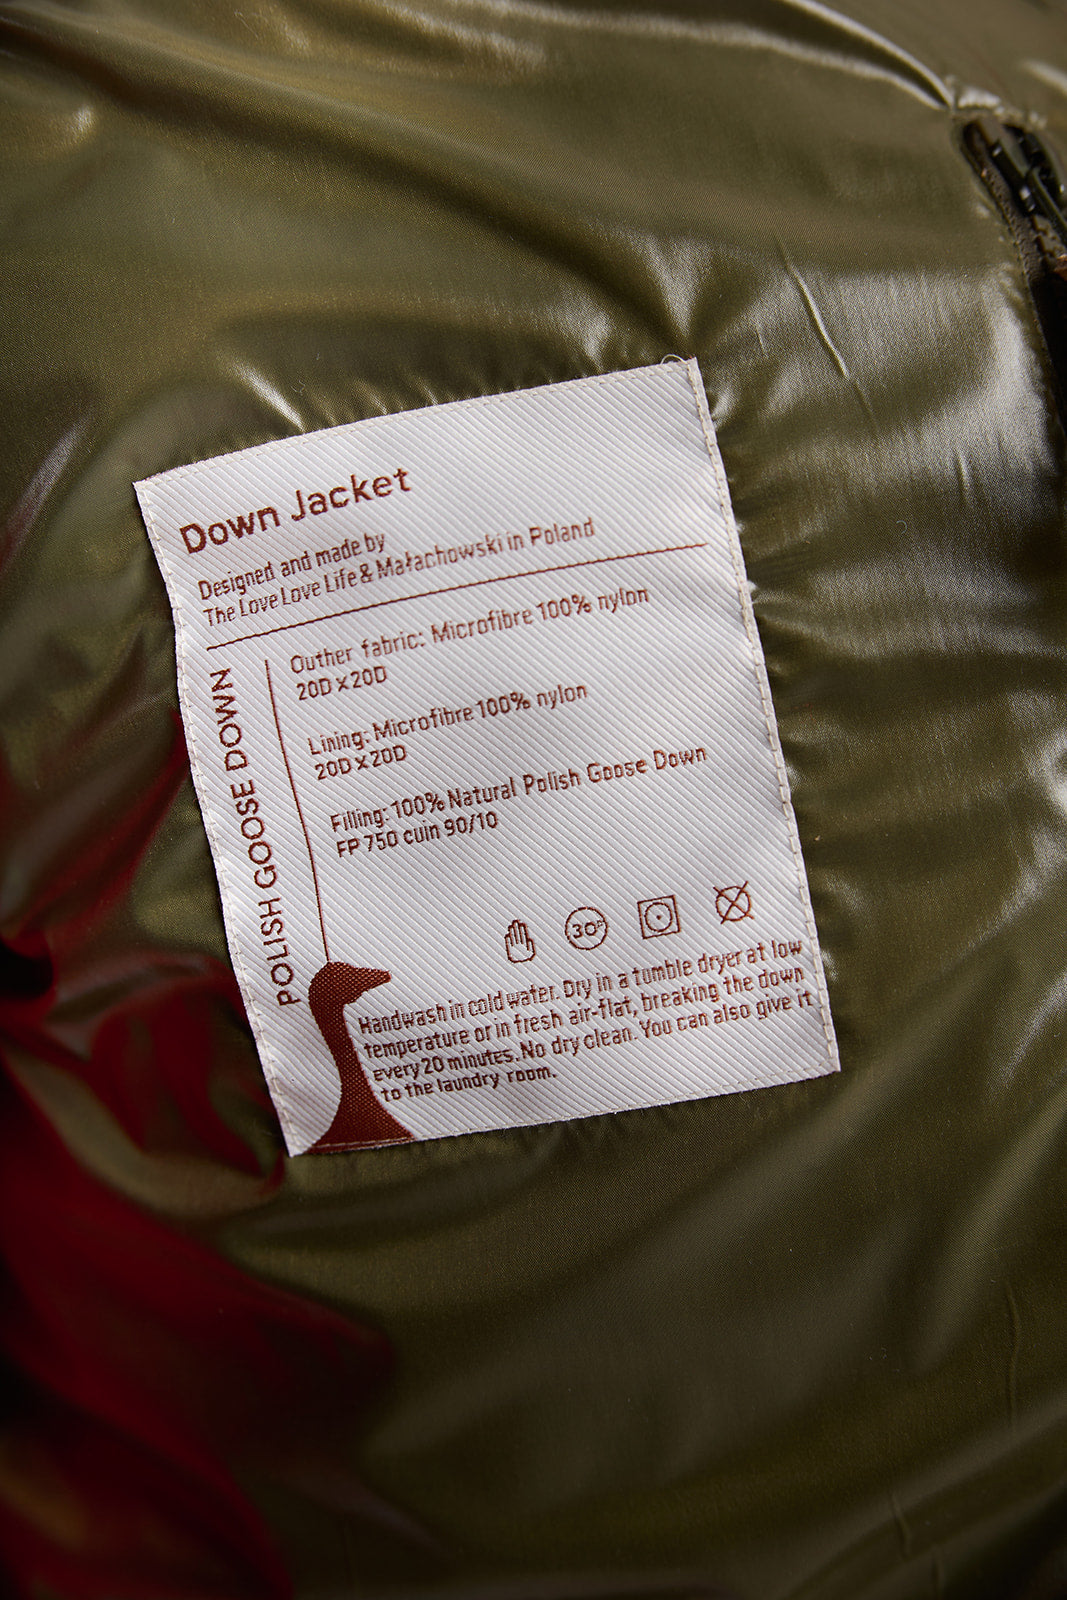 Down Jacket
Designed and made by
The Love Love Life & Małachowski in Poland
POLISH GOOSE DOWN
Outher fabric: Microfibre 100% nylon
20D x 20D
Lining: Microfibre 100% nylon
20D x 20D
Filling: 100% Natural Polish Goose Down
FP 750 cuin 90/10
30°
Handwash in cold water. Dry in a tumble dryer at low
temperature or in fresh air-flat, breaking the down
every 20 minutes. No dry clean. You can also give it
to the laundry room.